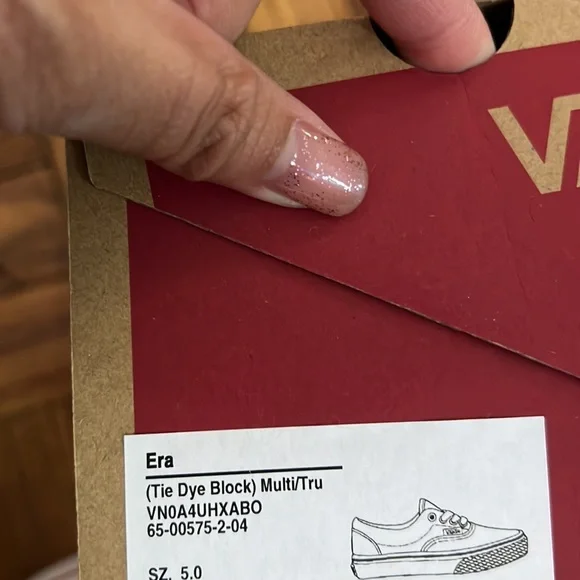 V
Era
(Tie Dye Block) Multi/Tru
VN0A4UHXABO
65-00575-2-04
SZ. 5.0